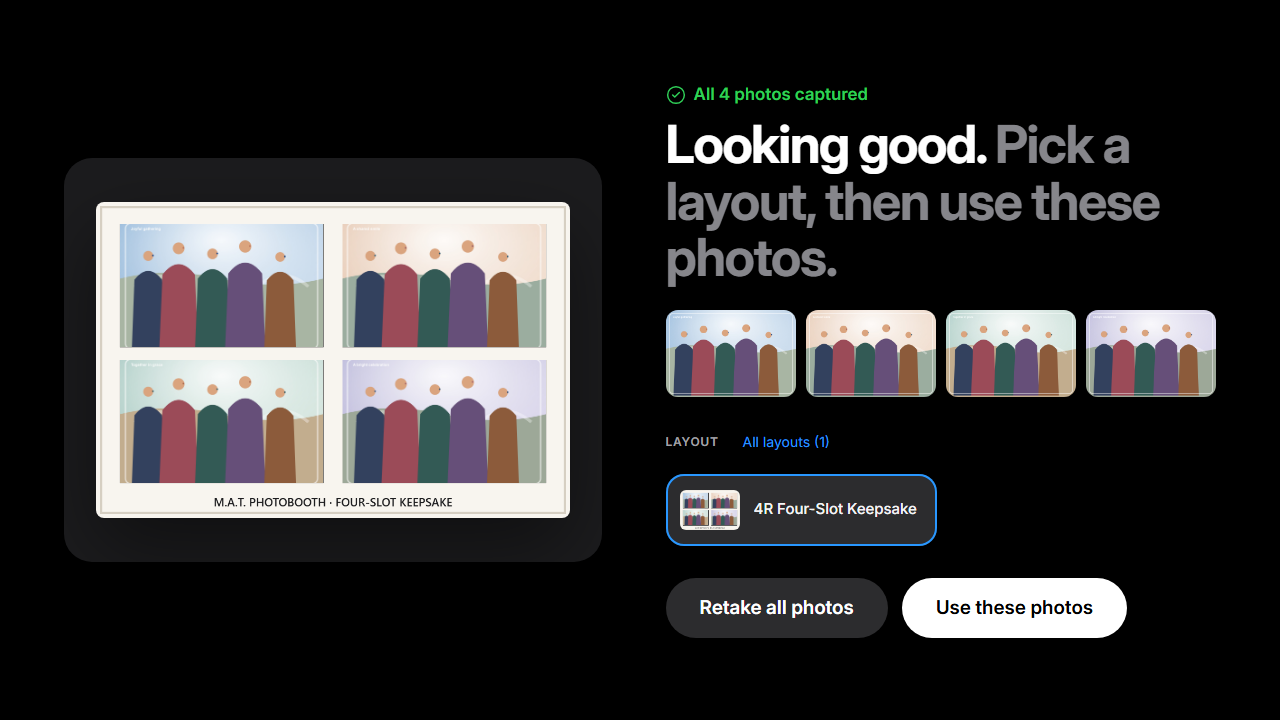 All 4 photos captured
Looking good. Pick a
layout, then use these
photos.
M.A.T. PHOTOBOOTH · FOUR-SLOT KEEPSAKE
LAYOUT
All layouts (1)
4R Four-Slot Keepsake
Retake all photos
Use these photos